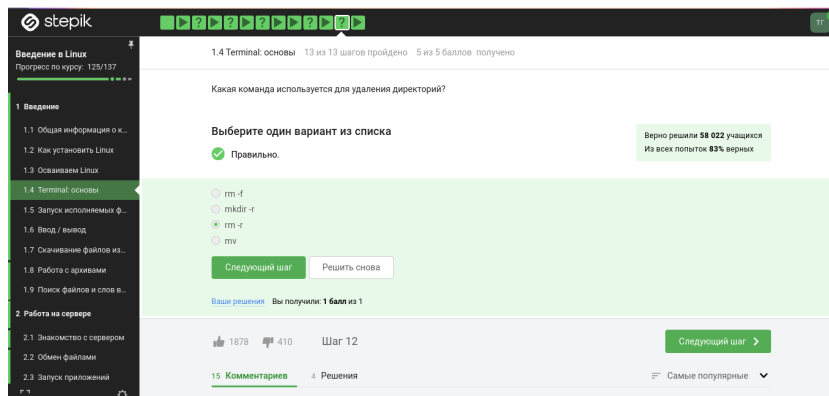 stepik
ТГ
Введение в Linux
Прогресс по курсу: 125/137
1.4 Terminal: основы 13 из 13 шагов пройдено 5 из 5 баллов получено
Какая команда используется для удаления директорий?
1 Введение
1.1 Общая информация о к...
1.2 Как установить Linux
1.3 Осваиваем Linux
1.4 Terminal: основы
1.5 Запуск исполняемых ф...
1.6 Ввод / вывод
1.7 Скачивание файлов из...
1.8 Работа с архивами
1.9 Поиск файлов и слов в...
2 Работа на сервере
2.1 Знакомство с сервером
2.2 Обмен файлами
2.3 Запуск приложений
Выберите один вариант из списка
Правильно.
Верно решили 58 022 учащихся
Из всех попыток 83% верных
rm -f
mkdir -r
rm -r
mv
Следующий шаг Решить снова
Ваши решения Вы получили: 1 балл из 1
1878 410 Шаг 12 Следующий шаг
15 Комментариев 4 Решения Самые популярные